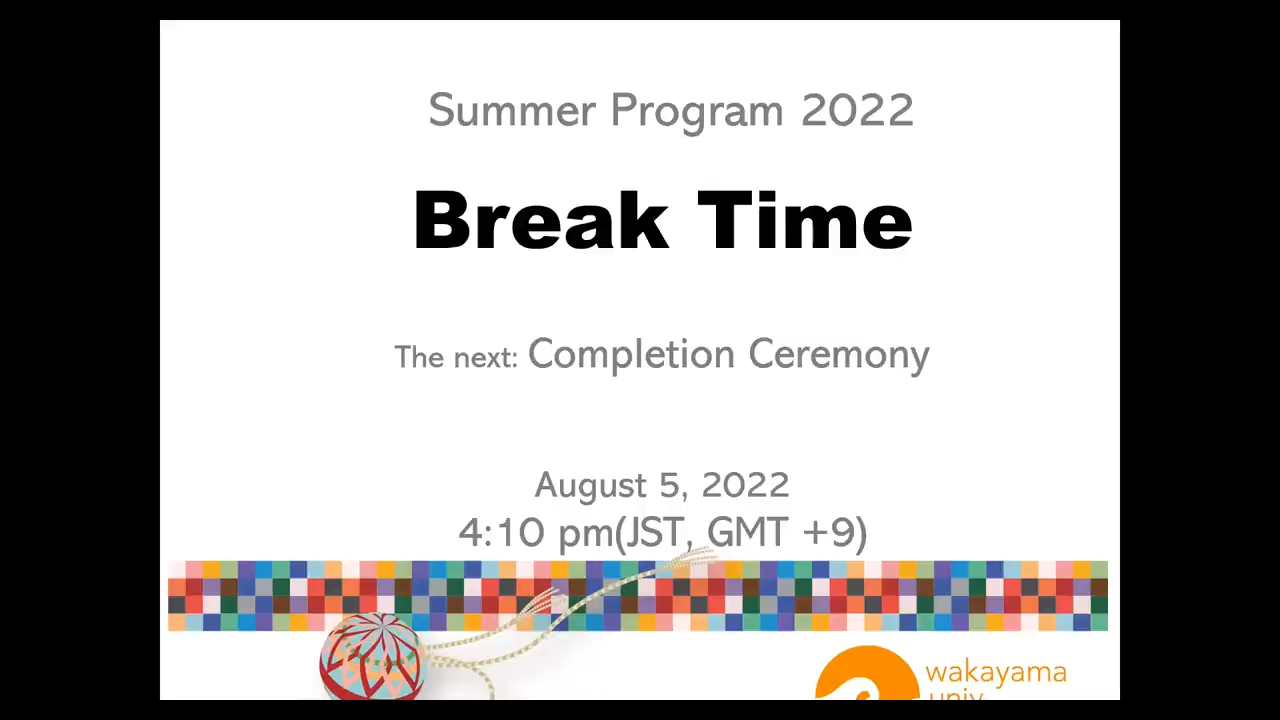 Summer Program 2022
Break Time
The next: Completion Ceremony
August 5, 2022
4:10 pm(JST, GMT +9)
wakayama
univ